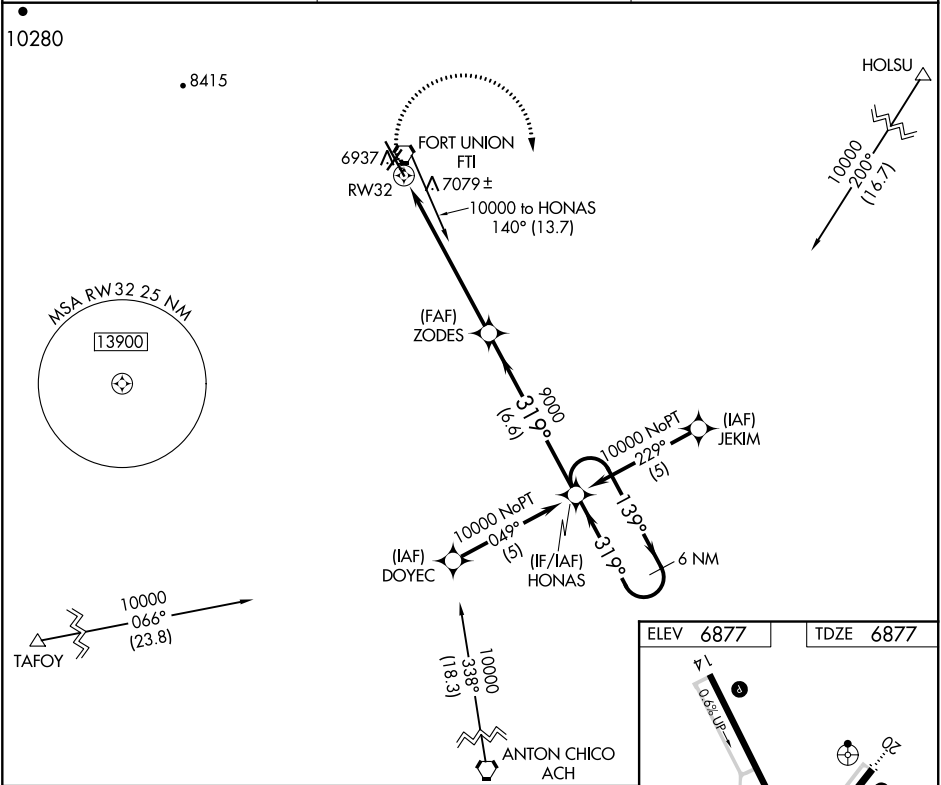 10280
8415
HOLSU
10000
200°
(16.7)
FORT UNION
FTI
6937
RW32
7079 ±
10000 to HONAS
140° (13.7)
MSA RW32 25 NM
13900
(FAF)
ZODES
9000
319°
(6.6)
10000 NoPT
229°
(5)
(IAF)
JEKIM
10000 NoPT
049°
(5)
(IAF)
DOYEC
(IF/IAF)
HONAS
139°
319°
6 NM
10000
066°
(23.8)
TAFOY
10000
338°
(18.3)
ANTON CHICO
ACH
ELEV 6877
TDZE 6877
14
0.6% UP
P
20